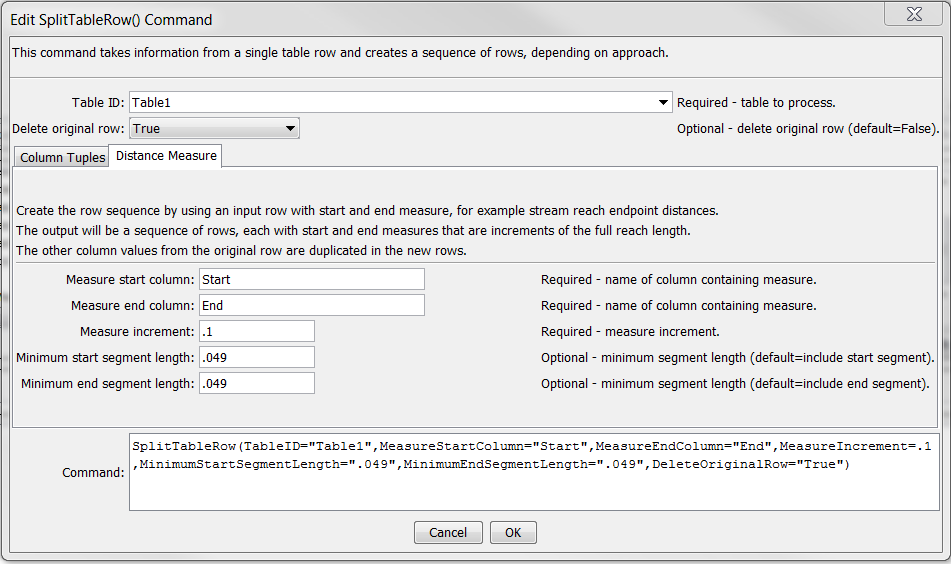 Edit SplitTableRow() Command
This command takes information from a single table row and creates a sequence of rows, depending on approach.
Table ID: Table1 Required - table to process.
Delete original row: True Optional - delete original row (default=False).
Column Tuples Distance Measure
Create the row sequence by using an input row with start and end measure, for example stream reach endpoint distances.
The output will be a sequence of rows, each with start and end measures that are increments of the full reach length.
The other column values from the original row are duplicated in the new rows.
Measure start column: Start Required - name of column containing measure.
Measure end column: End Required - name of column containing measure.
Measure increment: .1 Required - measure increment.
Minimum start segment length: .049 Optional - minimum segment length (default=include start segment).
Minimum end segment length: .049 Optional - minimum segment length (default=include end segment).
SplitTableRow(TableID="Table1",MeasureStartColumn="Start",MeasureEndColumn="End",MeasureIncrement=.1
Command: ,MinimumStartSegmentLength=".049",MinimumEndSegmentLength=".049",DeleteOriginalRow="True")
Cancel OK